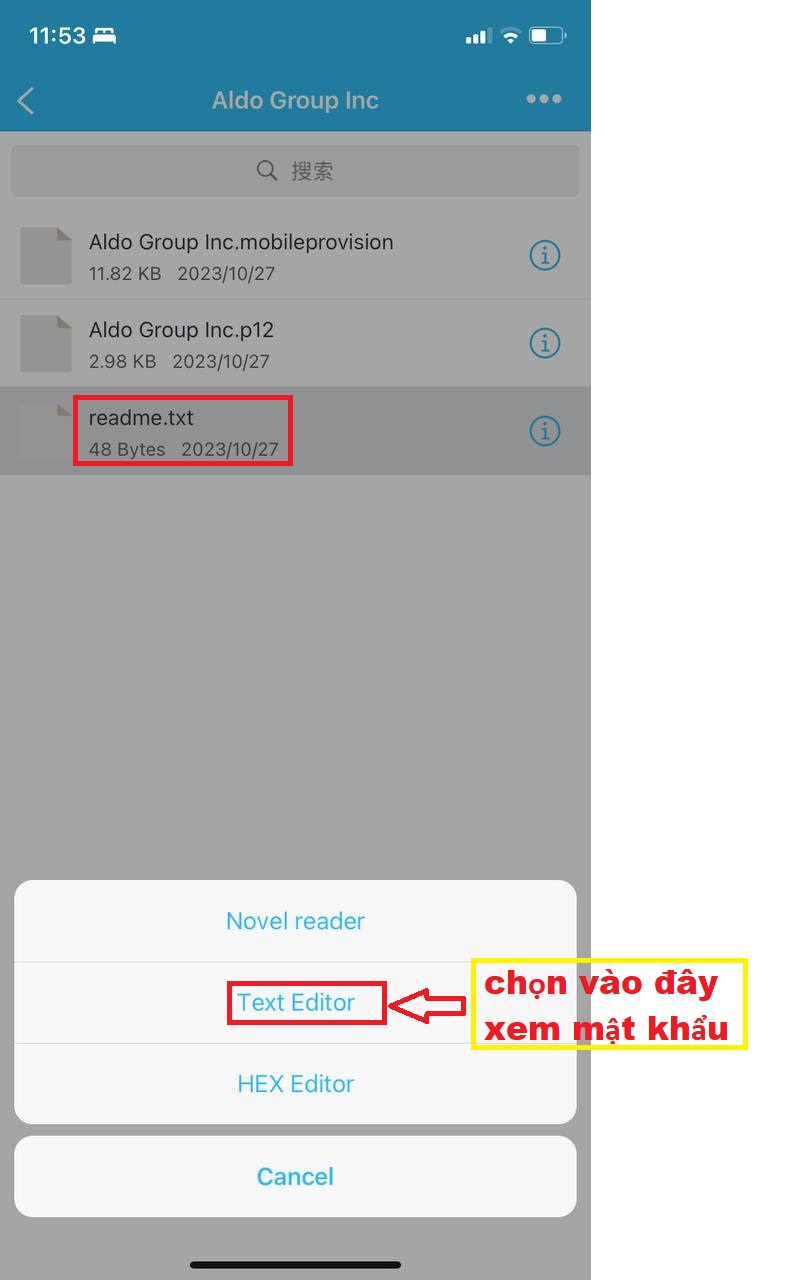 11:53
Aldo Group Inc
搜索
Aldo Group Inc.mobileprovision
11.82 KB 2023/10/27
Aldo Group Inc.p12
2.98 KB 2023/10/27
readme.txt
48 Bytes 2023/10/27
Novel reader
Text Editor
chọn vào đây
xem mật khẩu
HEX Editor
Cancel